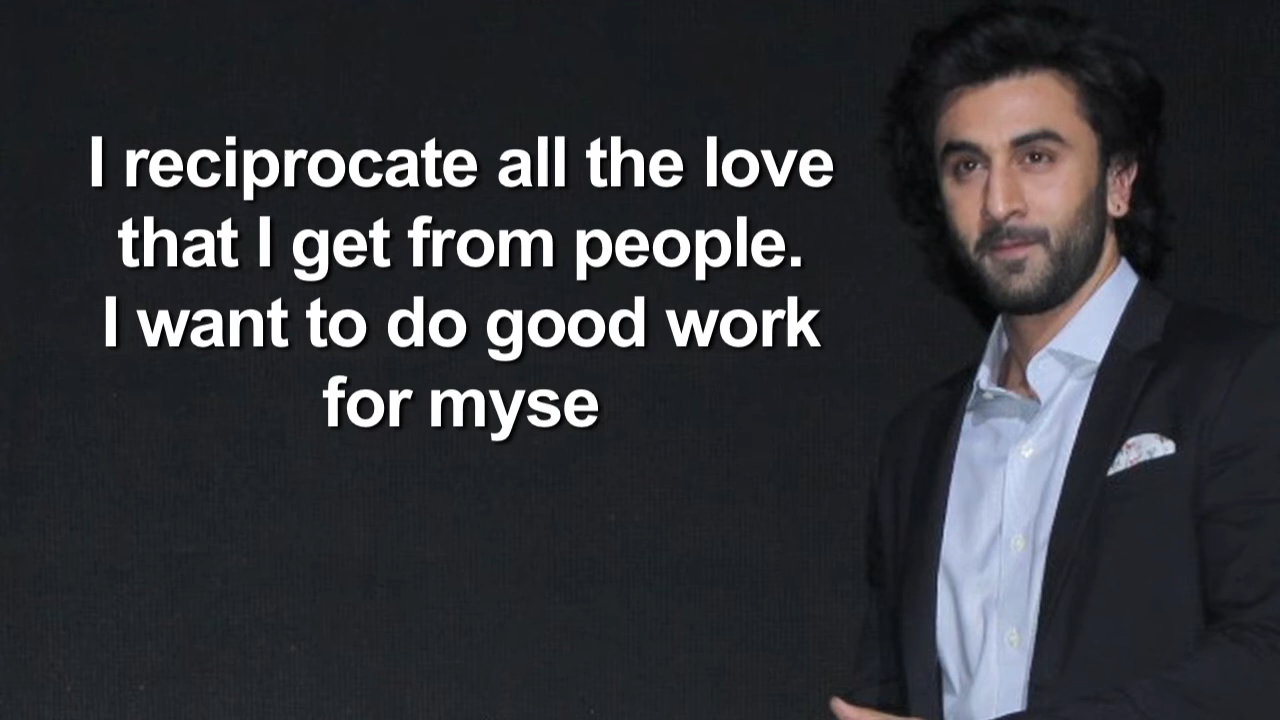 I reciprocate all the love
that I get from people.
I want to do good work
for myse